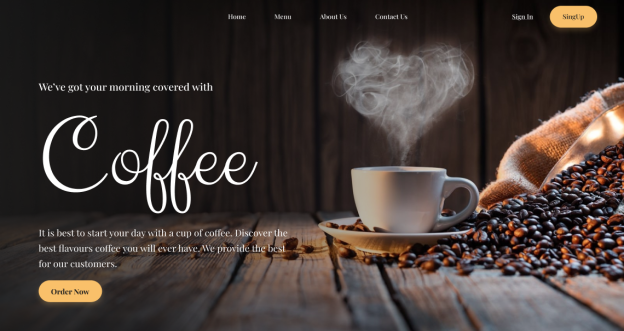 Home Menu About Us Contact Us Sign In SingUp
We've got your morning covered with
Coffee
It is best to start your day with a cup of coffee. Discover the
best flavours coffee you will ever have. We provide the best
for our customers.
Order Now